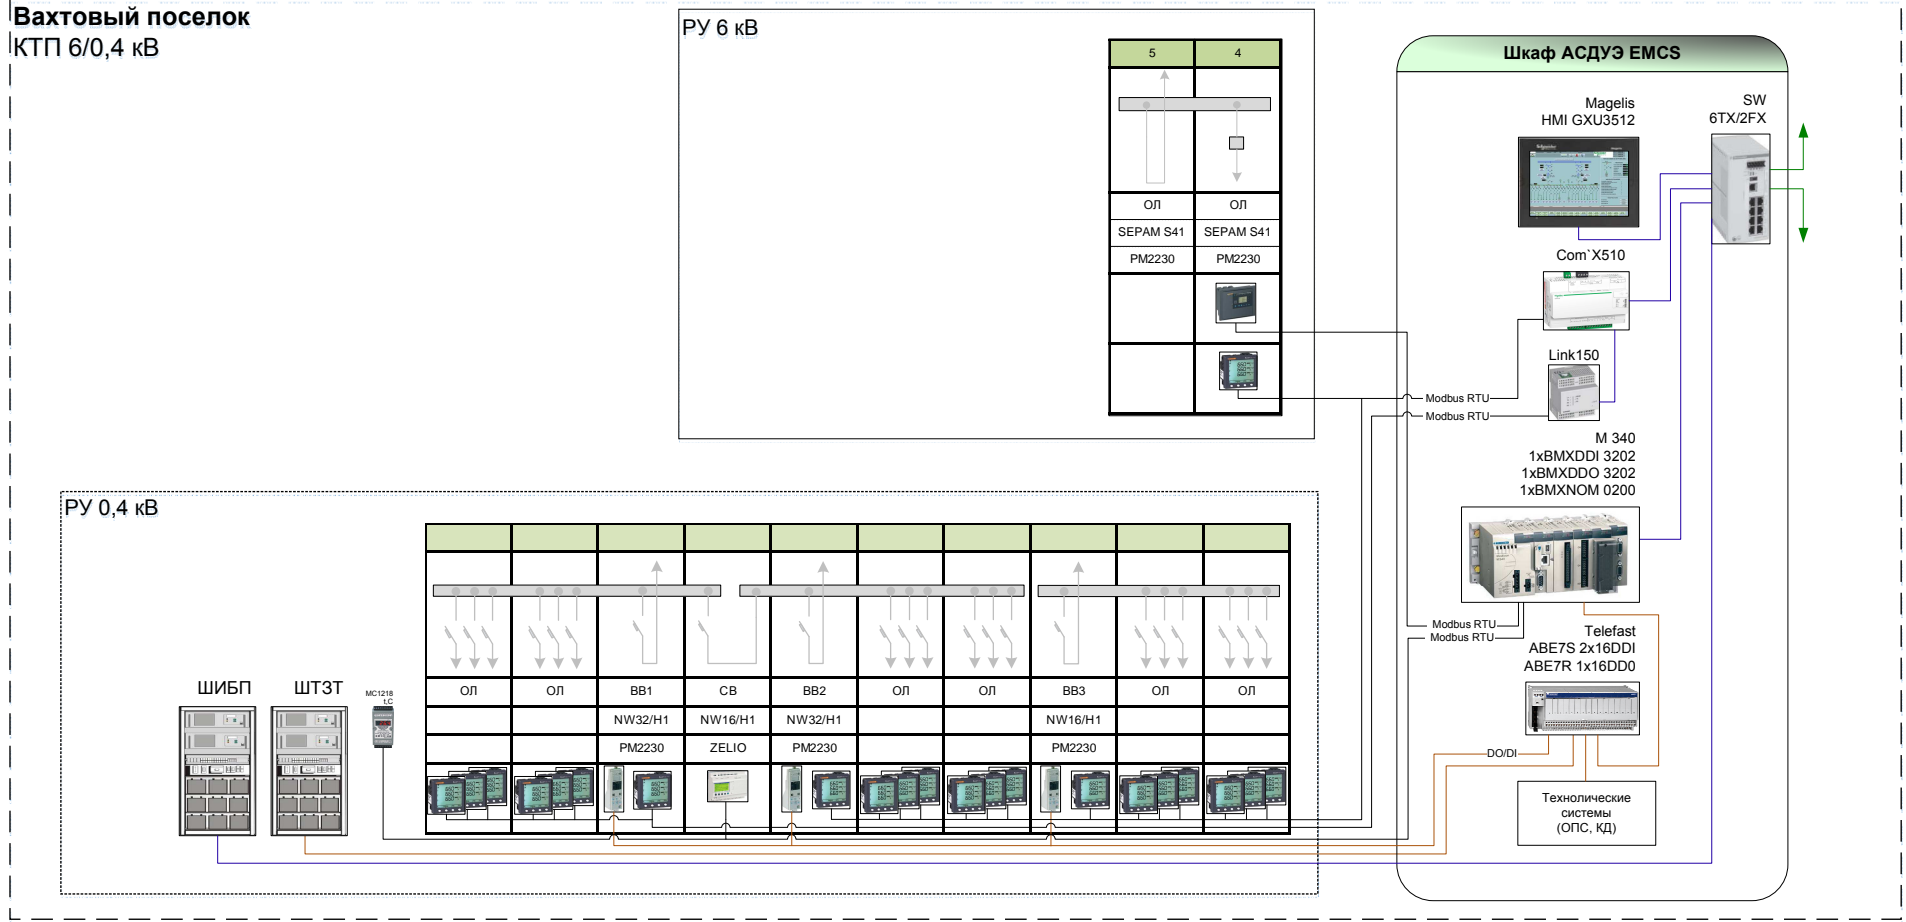 Вахтовый поселок
КТП 6/0,4 кВ
РУ 6 кВ
5 4
ОЛ ОЛ
SEPAM S41 SEPAM S41
PM2230 PM2230
Шкаф АСДУЭ EMCS
Magelis
HMI GXU3512
SW
6TX/2FX
Com`X510
Link150
Modbus RTU
Modbus RTU
M 340
1xBMXDDI 3202
1xBMXDDO 3202
1xBMXNOM 0200
Modbus RTU
Modbus RTU
Telefast
ABE7S 2x16DDI
ABE7R 1x16DD0
DO/DI
Технолические
системы
(ОПС, КД)
РУ 0,4 кВ
ШИБП
ШТЗТ
MC1218
t,C
ОЛ ОЛ ВВ1 СВ ВВ2 ОЛ ОЛ ВВ3 ОЛ ОЛ
NW32/H1 NW16/H1 NW32/H1 NW16/H1
PM2230 ZELIO PM2230 PM2230